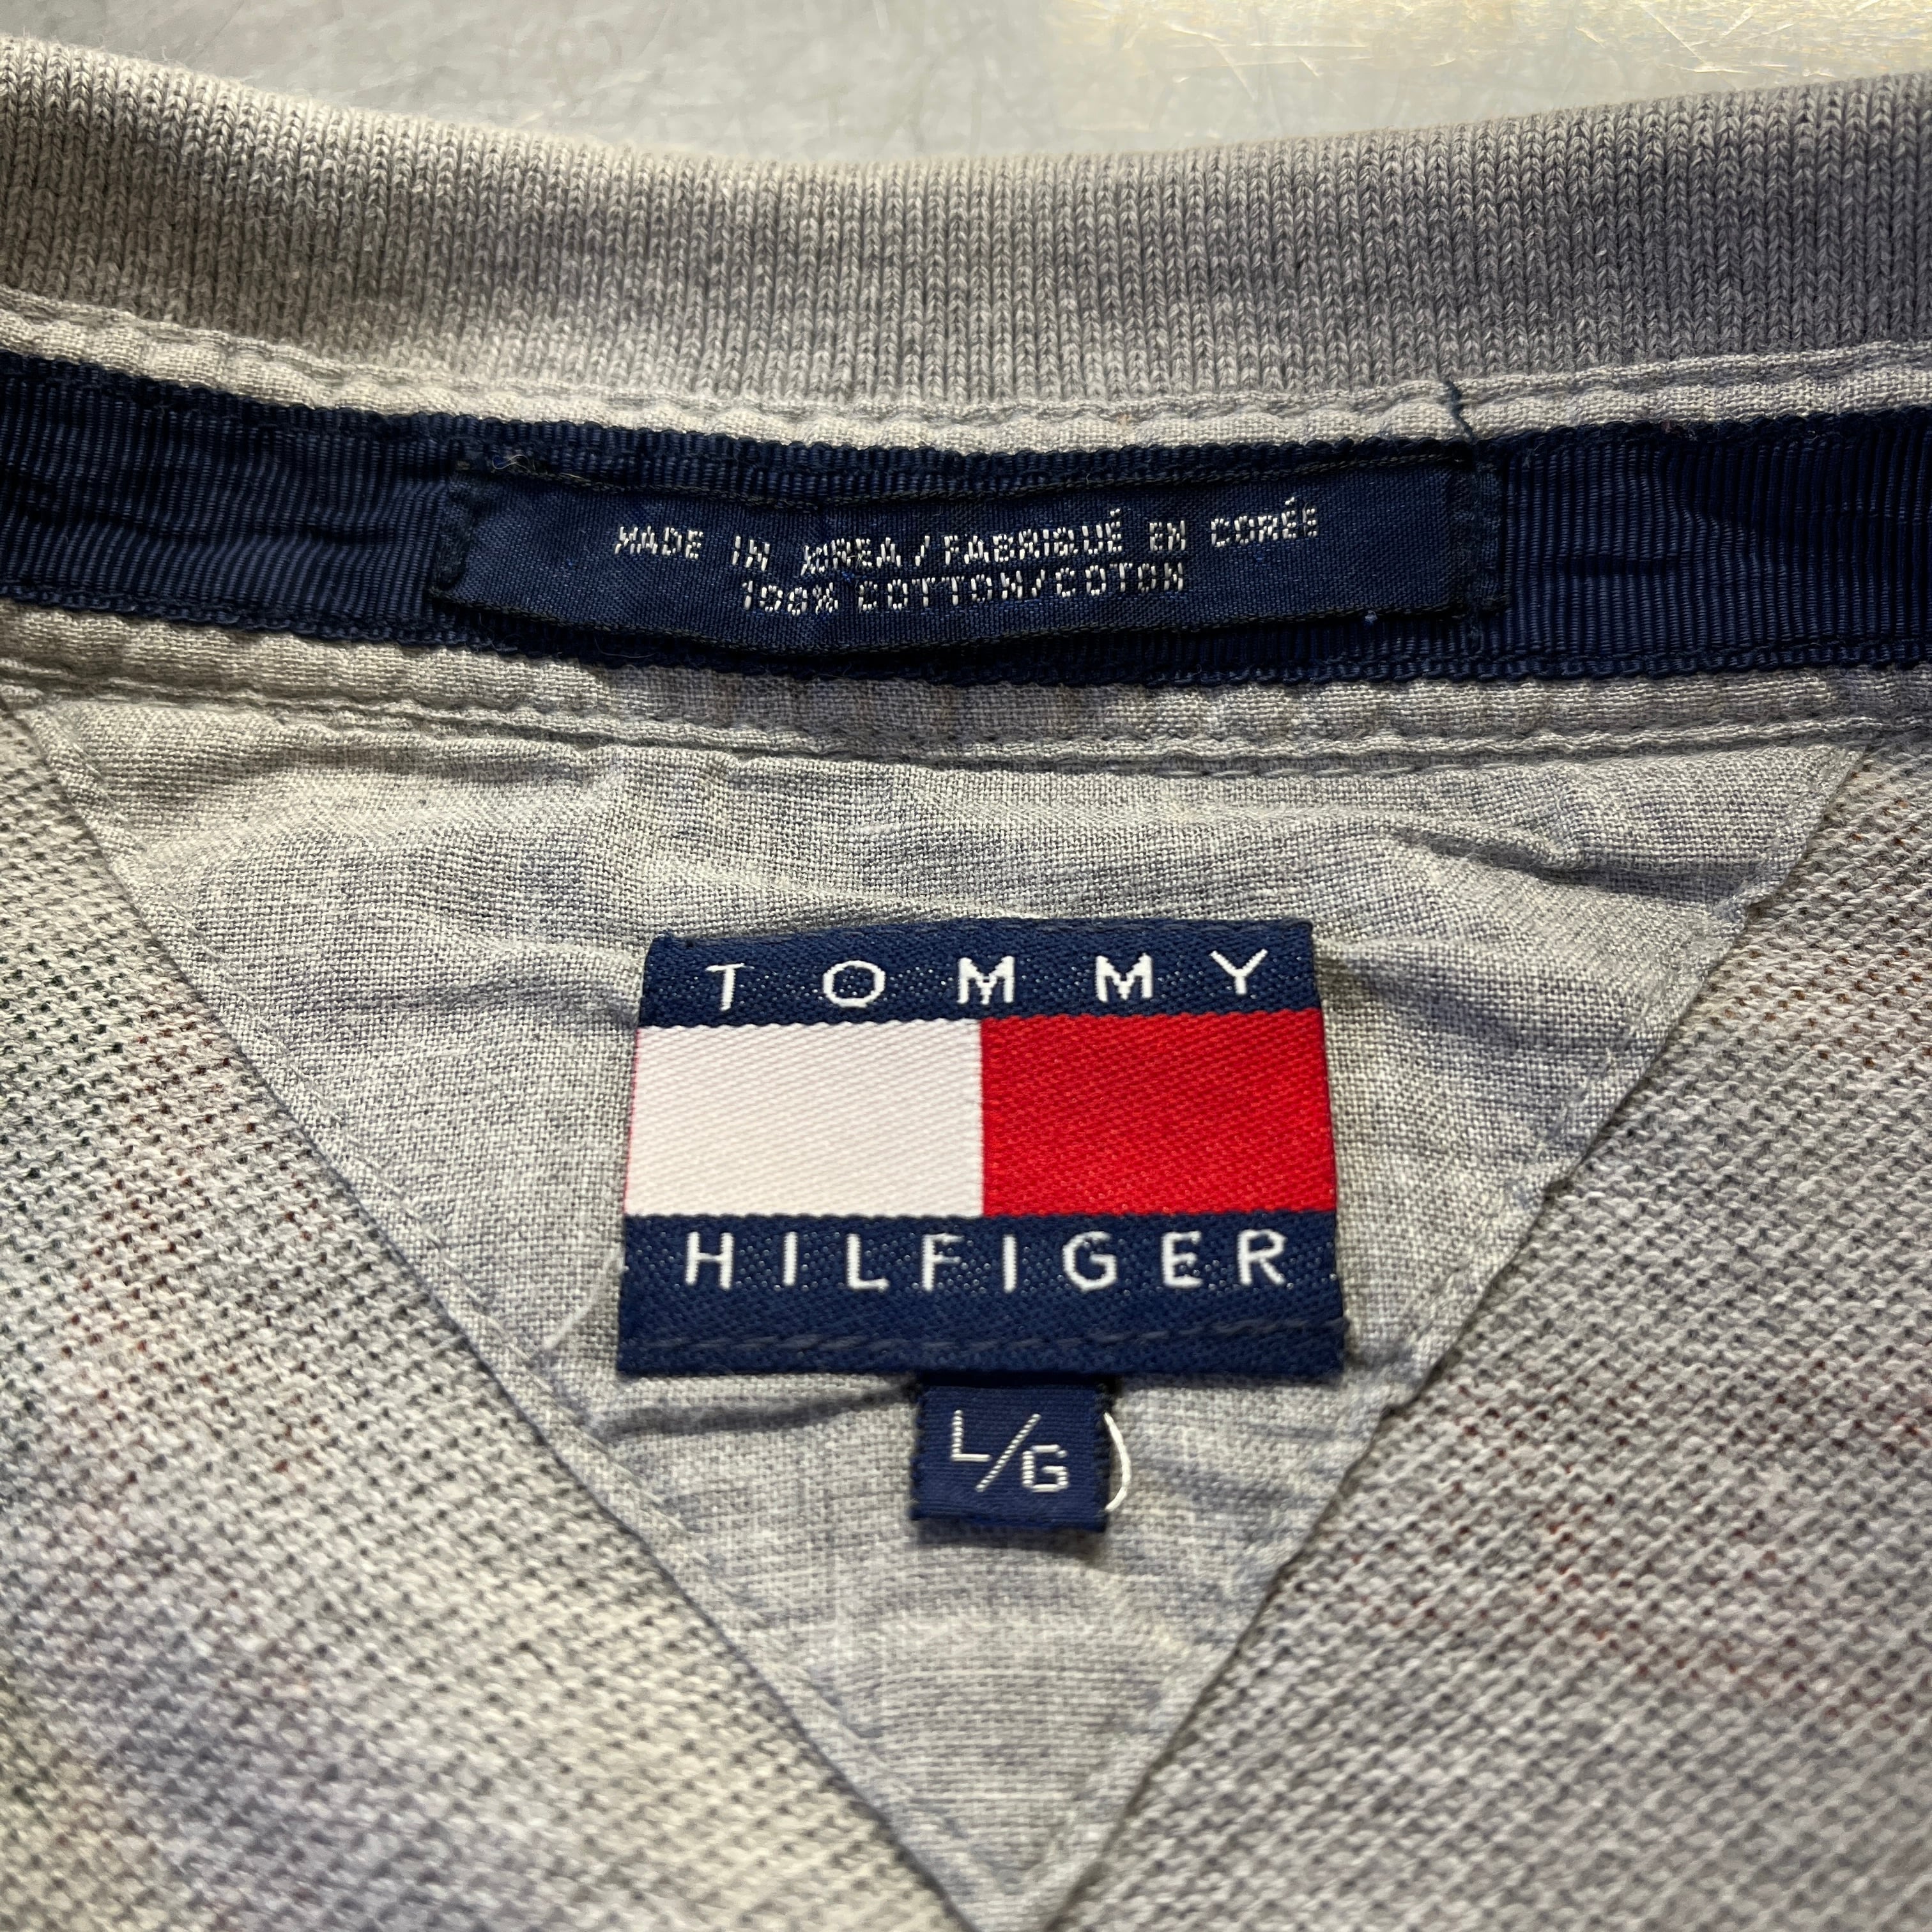 MADE IN KOREA / FABRIQUÉ EN CORÉE
100% COTTON/COTON
TOMMY
HILFIGER
L/G